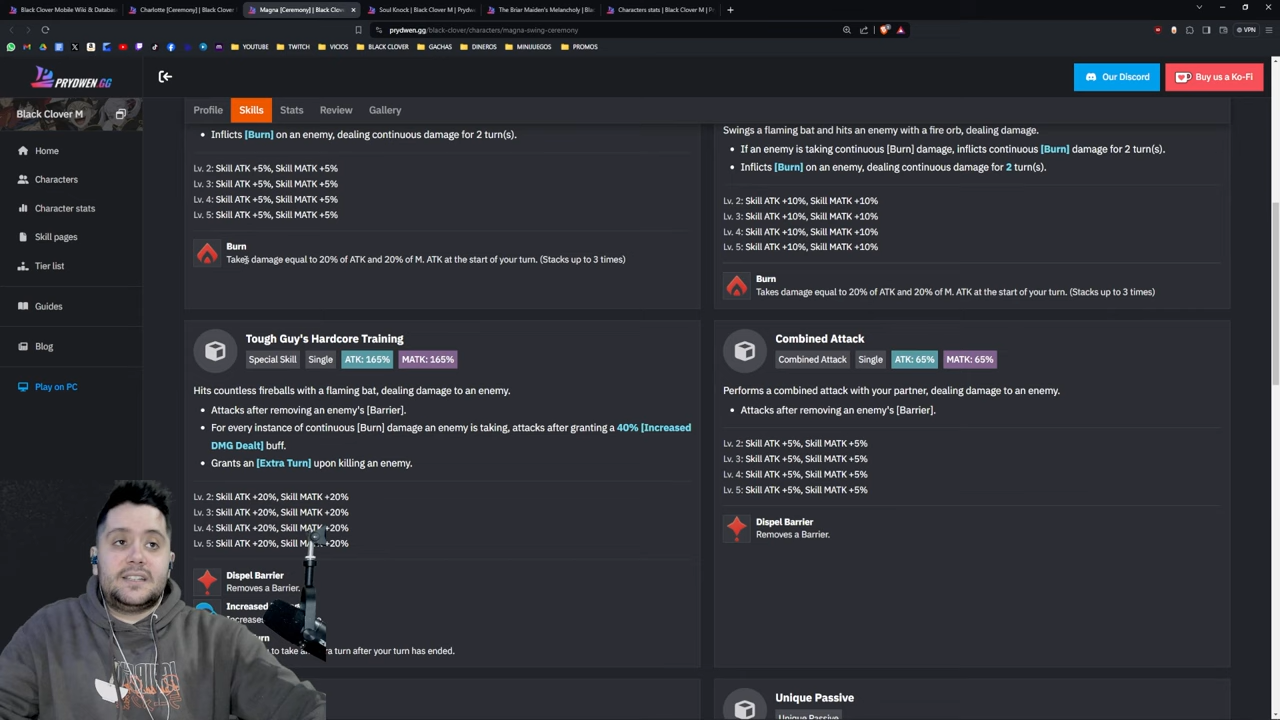 Black Clover Mobile Wiki & Datab
Charlotte [Ceremony] | Black Clover
Magna [Ceremony] | Black Clov
Soul Knock | Black Clover M | Prydw
The Briar Maiden's Melancholy | Bla
Characters stats | Black Clover M | P
prydwen.gg/black-clover/characters/magna-swing-ceremony
VPN
YOUTUBE
TWITCH
VICIOS
BLACK CLOVER
GACHAS
DINEROS
MINIJUEGOS
PROMOS
PRYDWEN.GG
Our Discord
Buy us a Ko-Fi
Black Clover M
Home
Characters
Character stats
Skill pages
Tier list
Guides
Blog
Play on PC
Profile
Skills
Stats
Review
Gallery
Inflicts [Burn] on an enemy, dealing continuous damage for 2 turn(s).
Lv. 2: Skill ATK +5%, Skill MATK +5%
Lv. 3: Skill ATK +5%, Skill MATK +5%
Lv. 4: Skill ATK +5%, Skill MATK +5%
Lv. 5: Skill ATK +5%, Skill MATK +5%
Burn
Takes damage equal to 20% of ATK and 20% of M. ATK at the start of your turn. (Stacks up to 3 times)
Swings a flaming bat and hits an enemy with a fire orb, dealing damage.
If an enemy is taking continuous [Burn] damage, inflicts continuous [Burn] damage for 2 turn(s).
Inflicts [Burn] on an enemy, dealing continuous damage for 2 turn(s).
Lv. 2: Skill ATK +10%, Skill MATK +10%
Lv. 3: Skill ATK +10%, Skill MATK +10%
Lv. 4: Skill ATK +10%, Skill MATK +10%
Lv. 5: Skill ATK +10%, Skill MATK +10%
Burn
Takes damage equal to 20% of ATK and 20% of M. ATK at the start of your turn. (Stacks up to 3 times)
Tough Guy's Hardcore Training
Special Skill
Single
ATK: 165%
MATK: 165%
Hits countless fireballs with a flaming bat, dealing damage to an enemy.
Attacks after removing an enemy's [Barrier].
For every instance of continuous [Burn] damage an enemy is taking, attacks after granting a 40% [Increased
DMG Dealt] buff.
Grants an [Extra Turn] upon killing an enemy.
Lv. 2: Skill ATK +20%, Skill MATK +20%
Lv. 3: Skill ATK +20%, Skill MATK +20%
Lv. 4: Skill ATK +20%, Skill MATK +20%
Lv. 5: Skill ATK +20%, Skill +20%
Dispel Barrier
Removes a Barrier.
Increased
turn after your turn has ended.
Combined Attack
Combined Attack
Single
ATK: 65%
MATK: 65%
Performs a combined attack with your partner, dealing damage to an enemy.
Attacks after removing an enemy's [Barrier].
Lv. 2: Skill ATK +5%, Skill MATK +5%
Lv. 3: Skill ATK +5%, Skill MATK +5%
Lv. 4: Skill ATK +5%, Skill MATK +5%
Lv. 5: Skill ATK +5%, Skill MATK +5%
Dispel Barrier
Removes a Barrier.
Unique Passive
Unique Passive